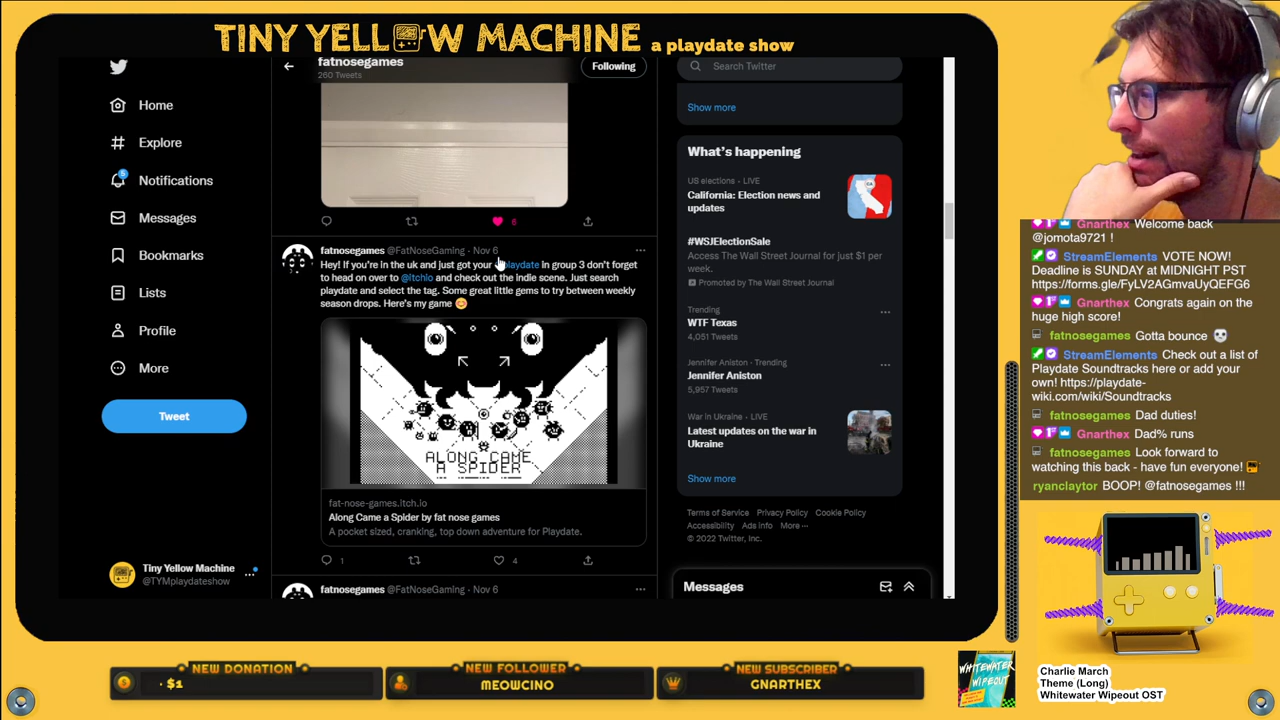 TINY YELLOW MACHINE a playdate show
fatnosegames
260 Tweets
Following
Search Twitter
Home
Explore
5
Notifications
Messages
Bookmarks
Lists
Profile
More
Tweet
Tiny Yellow Machine
@TYMplaydateshow
6
fatnosegames @FatNoseGaming · Nov 6
Hey! If you're in the uk and just got your playdate in group 3 don't forget
to head on over to @itchio and check out the indie scene. Just search
playdate and select the tag. Some great little gems to try between weekly
season drops. Here's my game
ALONG CAME
A SPIDER
fat-nose-games.itch.io
Along Came a Spider by fat nose games
A pocket sized, cranking, top down adventure for Playdate.
1
4
fatnosegames @FatNoseGaming · Nov 6
Show more
What's happening
US elections · LIVE
California: Election news and
updates
#WSJElectionSale
Access The Wall Street Journal for just $1 per
week.
Promoted by The Wall Street Journal
Trending
WTF Texas
4,051 Tweets
Jennifer Aniston · Trending
Jennifer Aniston
5,957 Tweets
War in Ukraine · LIVE
Latest updates on the war in
Ukraine
Show more
Terms of Service Privacy Policy Cookie Policy
Accessibility Ads info More ···
© 2022 Twitter, Inc.
Messages
Gnarthex: Welcome back
@jomota9721 !
StreamElements VOTE NOW!
Deadline is SUNDAY at MIDNIGHT PST
https://forms.gle/FyLV2AGmvaUyQEFG6
Gnarthex: Congrats again on the
huge high score!
fatnosegames Gotta bounce
StreamElements Check out a list of
Playdate Soundtracks here or add your
own! https://playdate-
wiki.com/wiki/Soundtracks
fatnosegames Dad duties!
Gnarthex: Dad% runs
fatnosegames Look forward to
watching this back - have fun everyone!
ryanclaytor BOOP! @fatnosegames !!!
NEW DONATION
· $1
NEW FOLLOWER
MEOWCINO
NEW SUBSCRIBER
GNARTHEX
WHITEWATER
WIPEOUT
Charlie March
Theme (Long)
Whitewater Wipeout OST